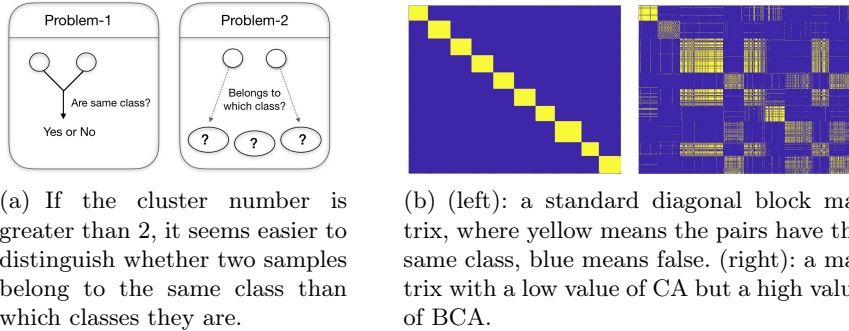 Problem-1
Are same class?
Yes or No
Problem-2
Belongs to
which class?
? ? ?
(a) If the cluster number is
greater than 2, it seems easier to
distinguish whether two samples
belong to the same class than
which classes they are.
(b) (left): a standard diagonal block ma
trix, where yellow means the pairs have th
same class, blue means false. (right): a ma
trix with a low value of CA but a high valu
of BCA.